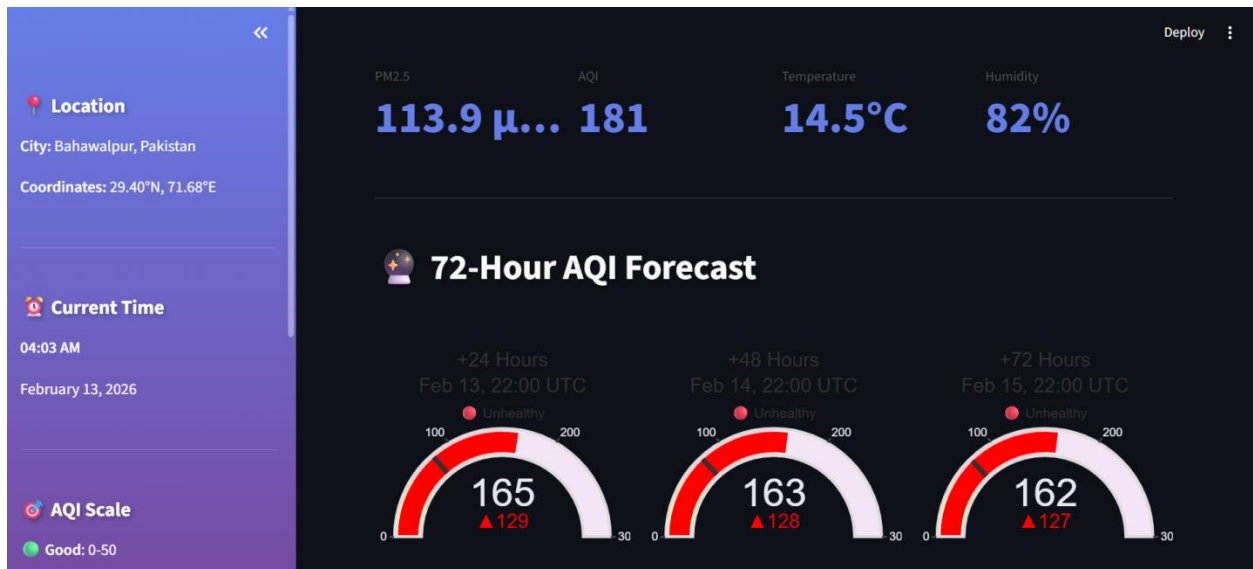 Deploy
Location
City: Bahawalpur, Pakistan
Coordinates: 29.40°N, 71.68°E
Current Time
04:03 AM
February 13, 2026
AQI Scale
Good: 0-50
PM2.5 AQI Temperature Humidity
113.9 μ... 181 14.5°C 82%
72-Hour AQI Forecast
+24 Hours
Feb 13, 22:00 UTC
Unhealthy
0 100 200 30
165
▲129
+48 Hours
Feb 14, 22:00 UTC
Unhealthy
0 100 200 30
163
▲128
+72 Hours
Feb 15, 22:00 UTC
Unhealthy
0 100 200 30
162
▲127